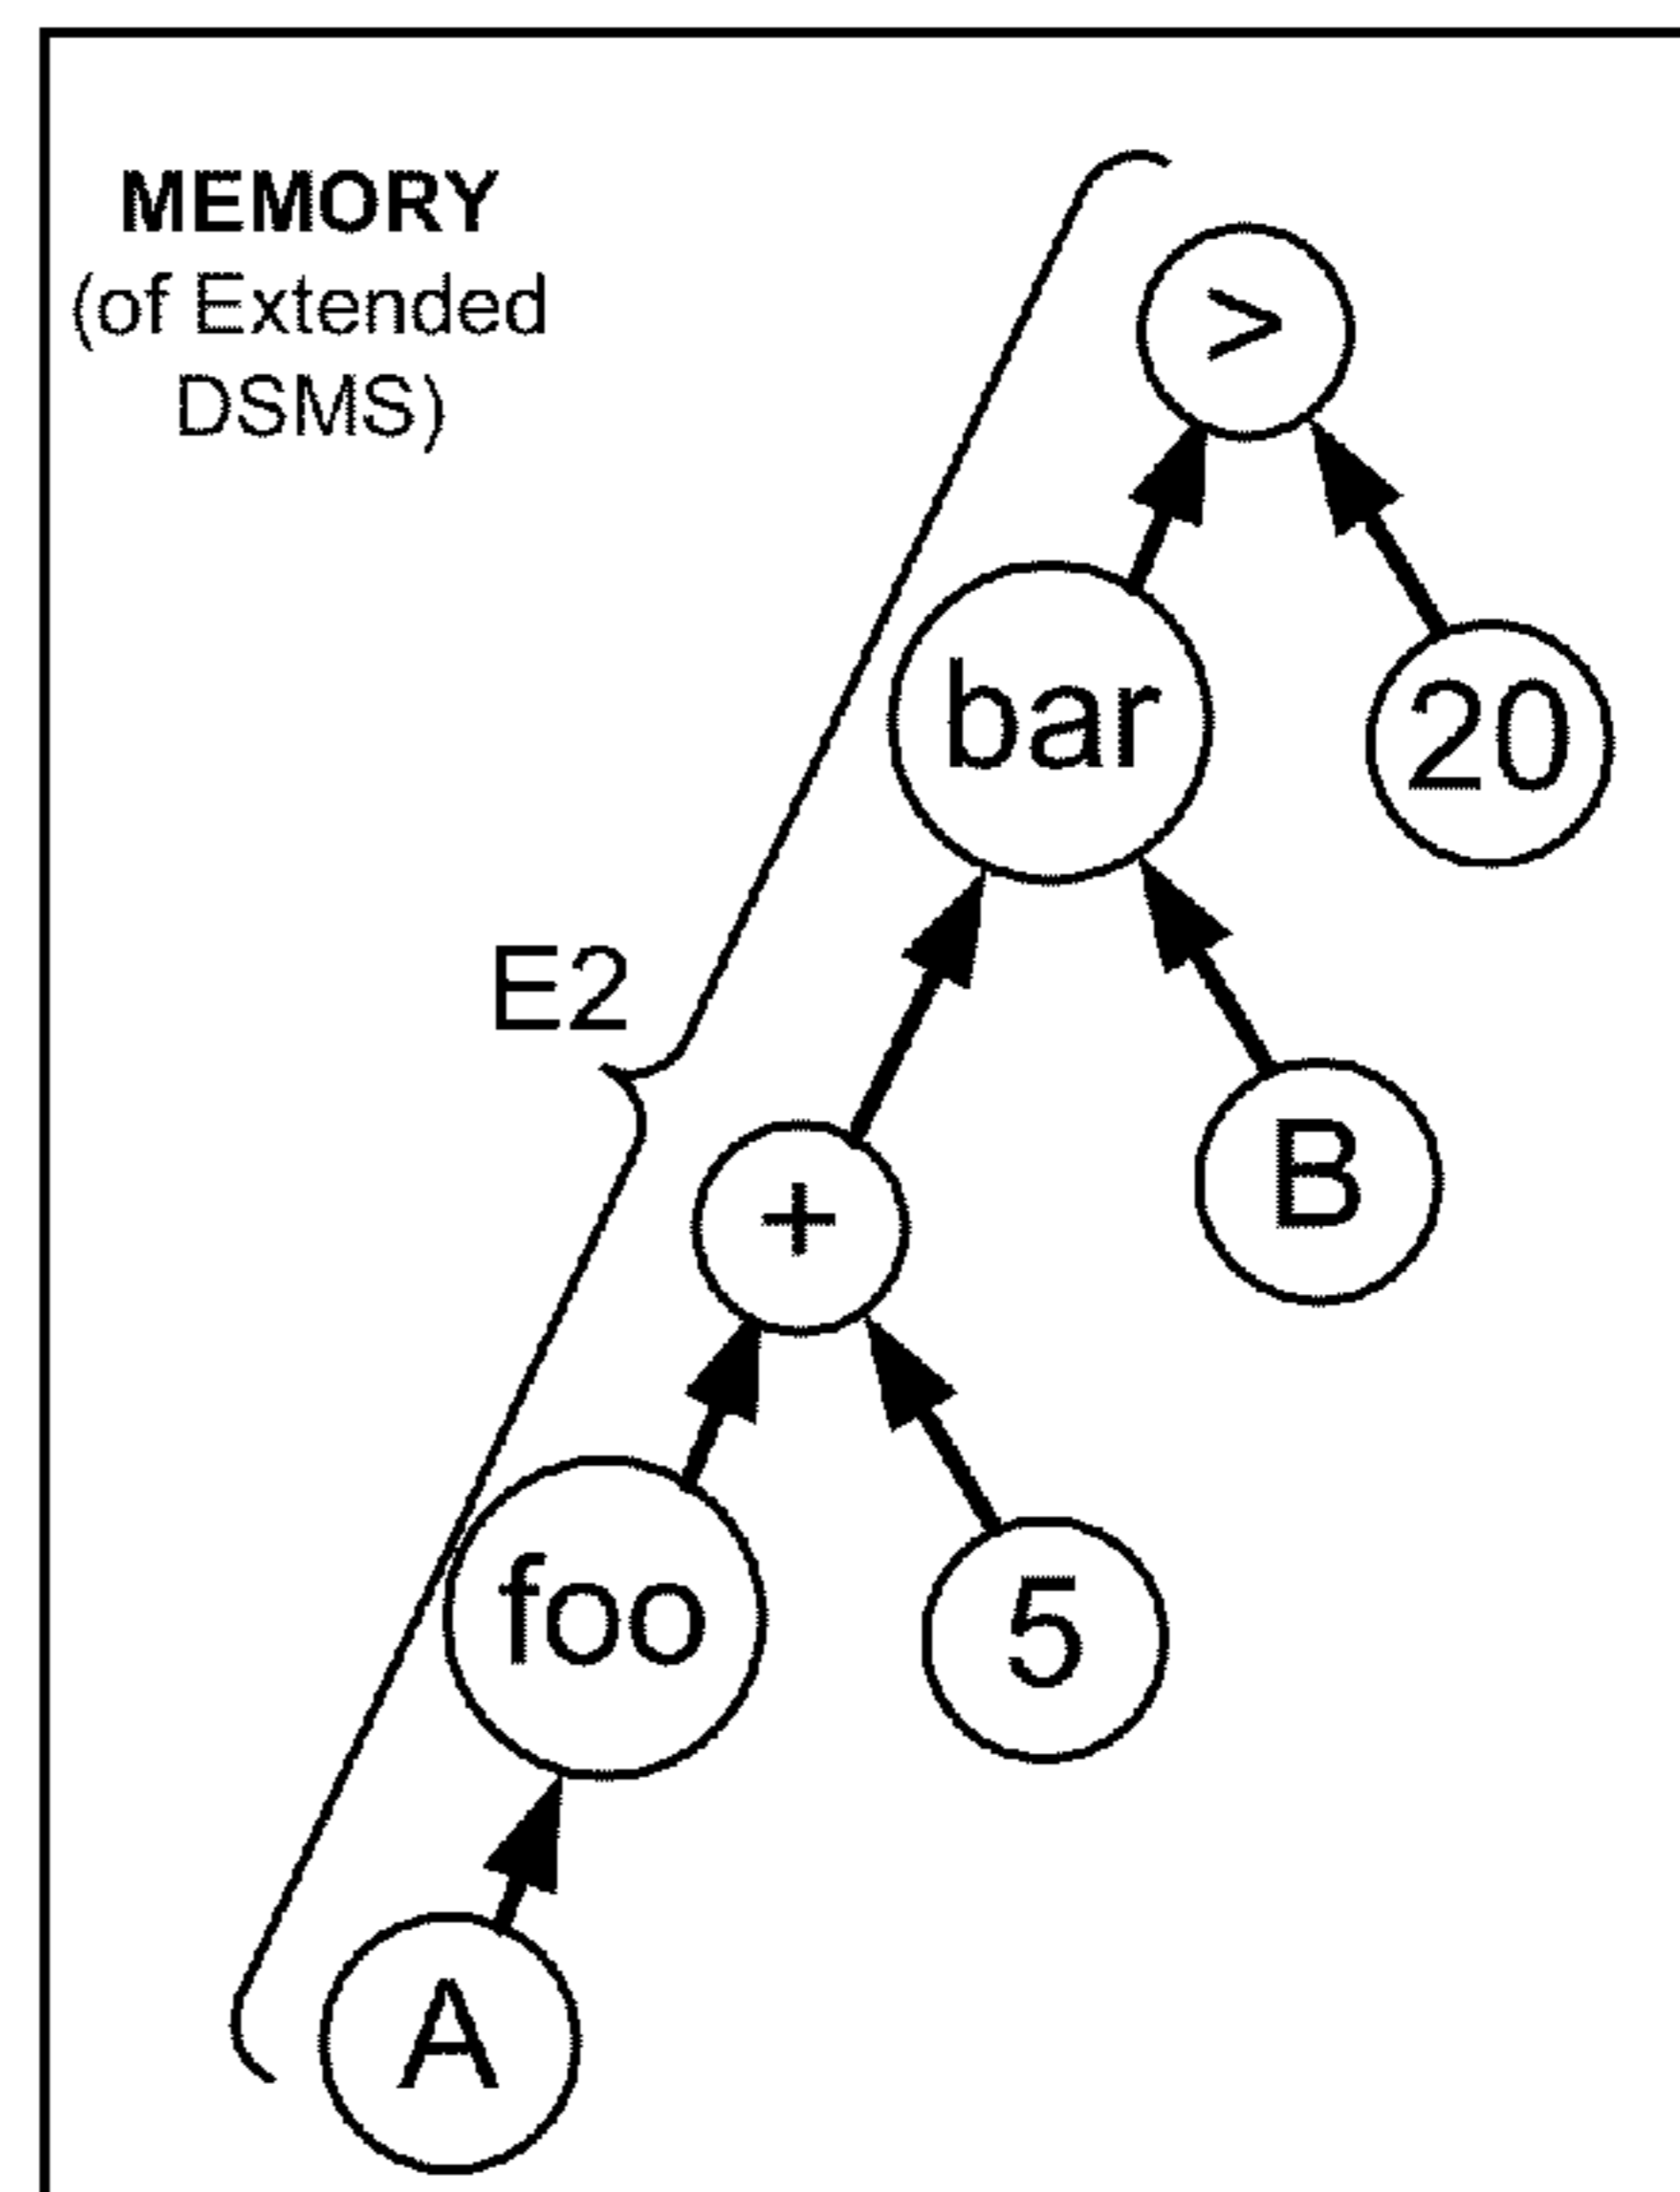 MEMORY
(of Extended
DSMS)
>
bar
20
E2
B
+
foo
5
A